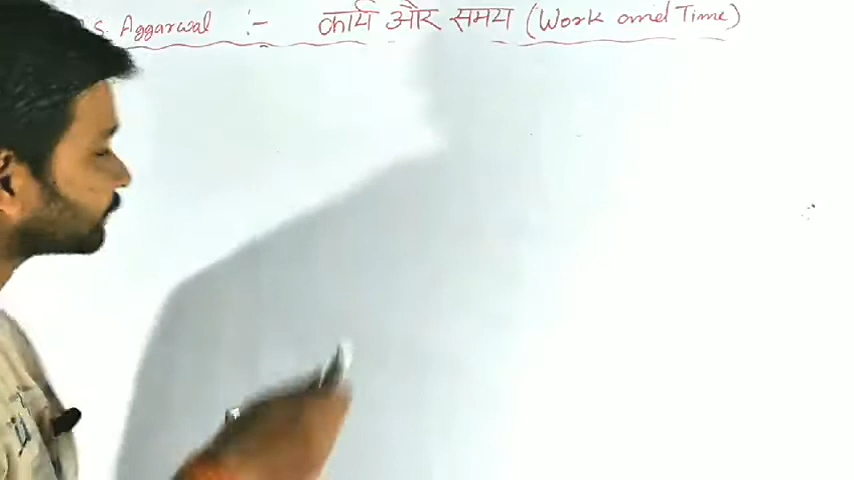 S. Aggarwal :- कार्य और समय (Work and Time)